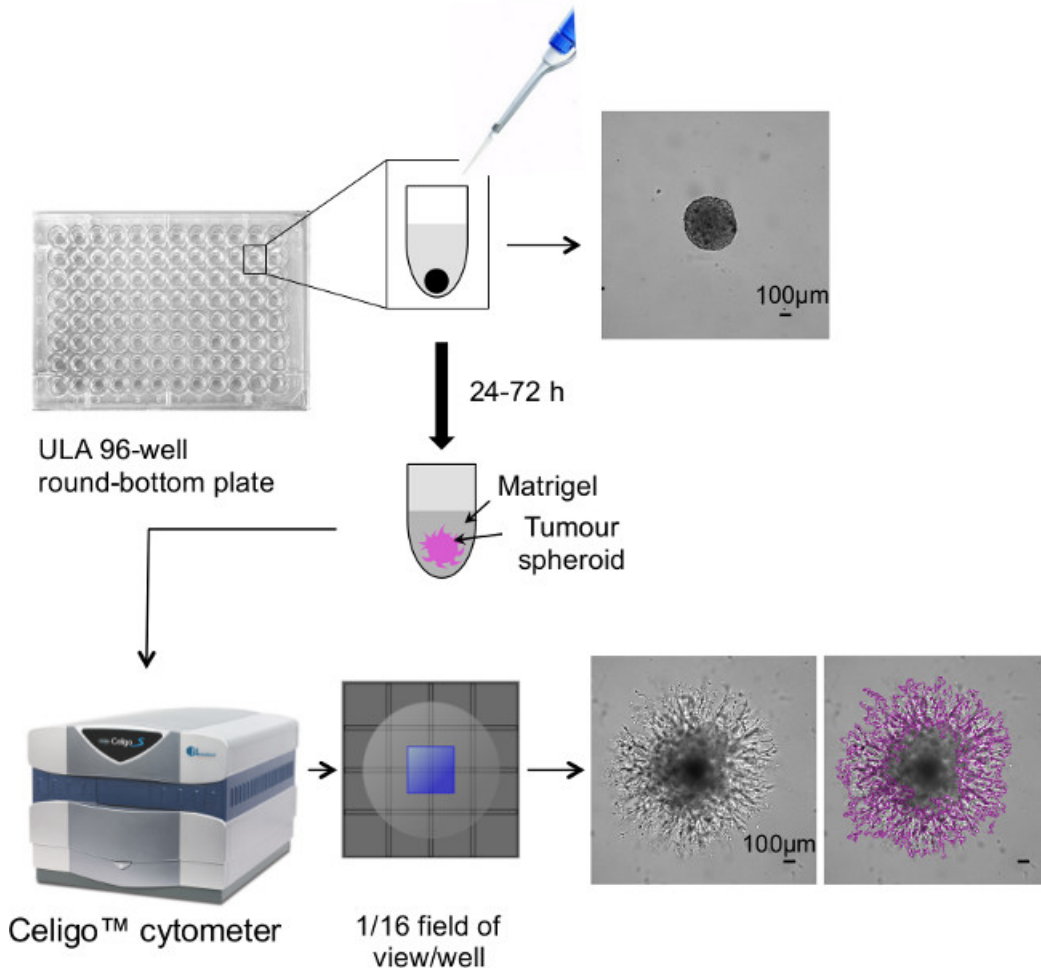 100µm
24-72 h
ULA 96-well
round-bottom plate
Matrigel
Tumour
spheroid
Celigo S
100µm
Celigo™ cytometer
1/16 field of
view/well